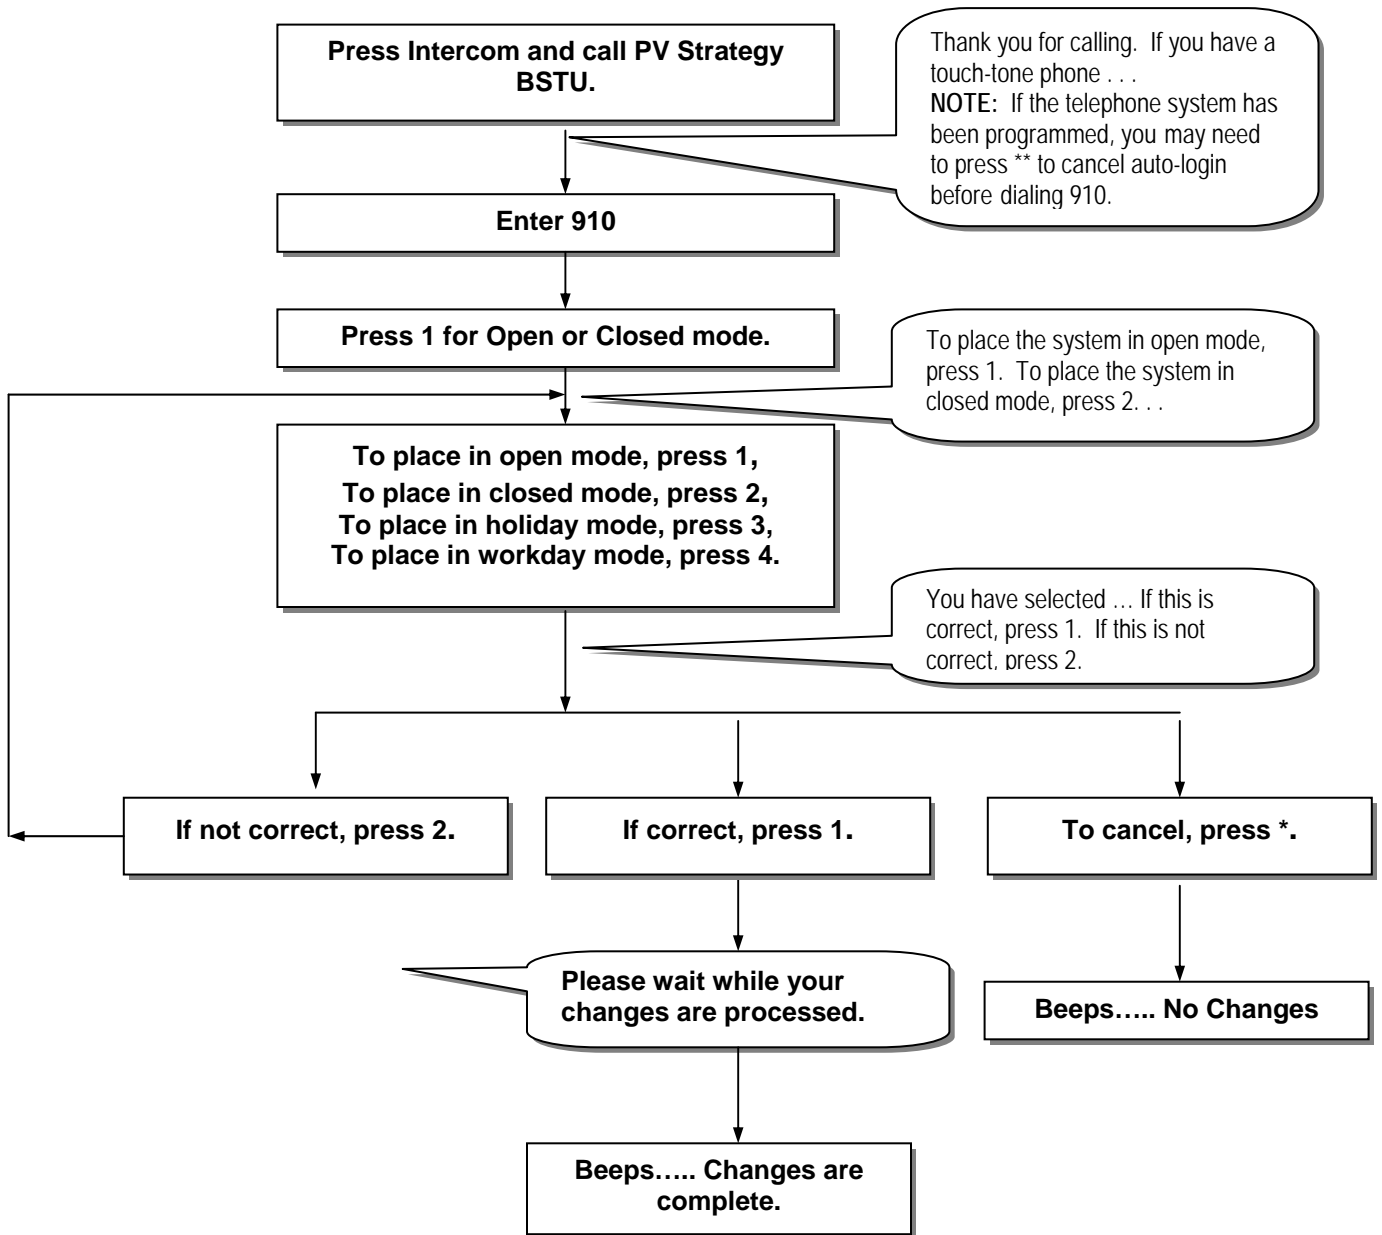 Press Intercom and call PV Strategy
BSTU.
Thank you for calling. If you have a
touch-tone phone . . .
NOTE: If the telephone system has
been programmed, you may need
to press ** to cancel auto-login
before dialing 910.
Enter 910
Press 1 for Open or Closed mode.
To place the system in open mode,
press 1. To place the system in
closed mode, press 2. . .
To place in open mode, press 1,
To place in closed mode, press 2,
To place in holiday mode, press 3,
To place in workday mode, press 4.
You have selected … If this is
correct, press 1. If this is not
correct, press 2.
If not correct, press 2.
If correct, press 1.
To cancel, press *.
Please wait while your
changes are processed.
Beeps….. No Changes
Beeps….. Changes are
complete.